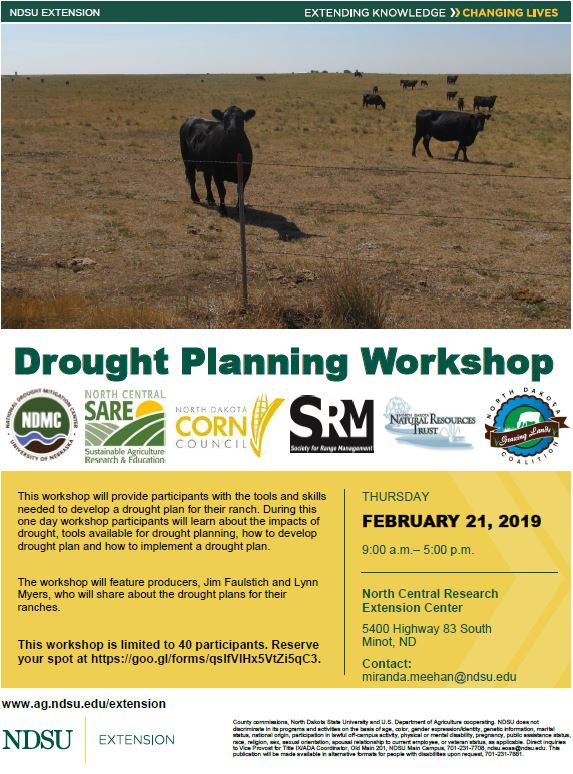 NDSU EXTENSION
EXTENDING KNOWLEDGE CHANGING LIVES
Drought Planning Workshop
NATIONAL DROUGHT MITIGATION CENTER
NDMC
UNIVERSITY OF NEBRASKA
NORTH CENTRAL
SARE
Sustainable Agriculture
Research & Education
NORTH DAKOTA
CORN
COUNCIL
SRM
Society for Range Management
NORTH DAKOTA
NATURAL RESOURCES
TRUST
NORTH DAKOTA
Grazing Lands
COALITION
This workshop will provide participants with the tools and skills
needed to develop a drought plan for their ranch. During this
one day workshop participants will learn about the impacts of
drought, tools available for drought planning, how to develop
drought plan and how to implement a drought plan.
The workshop will feature producers, Jim Faulstich and Lynn
Myers, who will share about the drought plans for their
ranches.
This workshop is limited to 40 participants. Reserve
your spot at https://goo.gl/forms/qsIfVIHx5VtZi5qC3.
THURSDAY
FEBRUARY 21, 2019
9:00 a.m.– 5:00 p.m.
North Central Research
Extension Center
5400 Highway 83 South
Minot, ND
Contact:
miranda.meehan@ndsu.edu
www.ag.ndsu.edu/extension
NDSU EXTENSION
County commissions, North Dakota State University and U.S. Department of Agriculture cooperating. NDSU does not
discriminate in its programs and activities on the basis of age, color, gender expression/identity, genetic information, marital
status, national origin, participation in lawful off-campus activity, physical or mental disability, pregnancy, public assistance status,
race, religion, sex, sexual orientation, spousal relationship to current employee, or veteran status, as applicable. Direct inquiries
to Vice Provost for Title IX/ADA Coordinator, Old Main 201, NDSU Main Campus, 701-231-7708, ndsu.eoaa@ndsu.edu. This
publication will be made available in alternative formats for people with disabilities upon request, 701-231-7881.